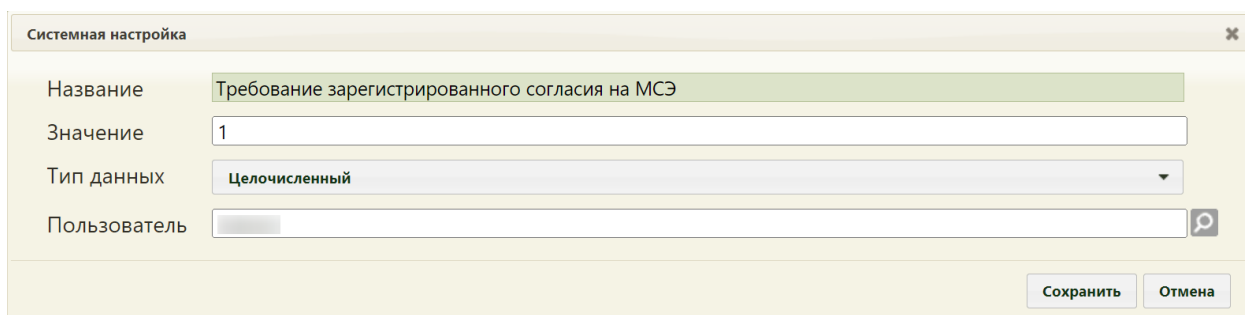 Системная настройка
Название Требование зарегистрированного согласия на МСЭ
Значение 1
Тип данных Целочисленный
Пользователь
Сохранить Отмена